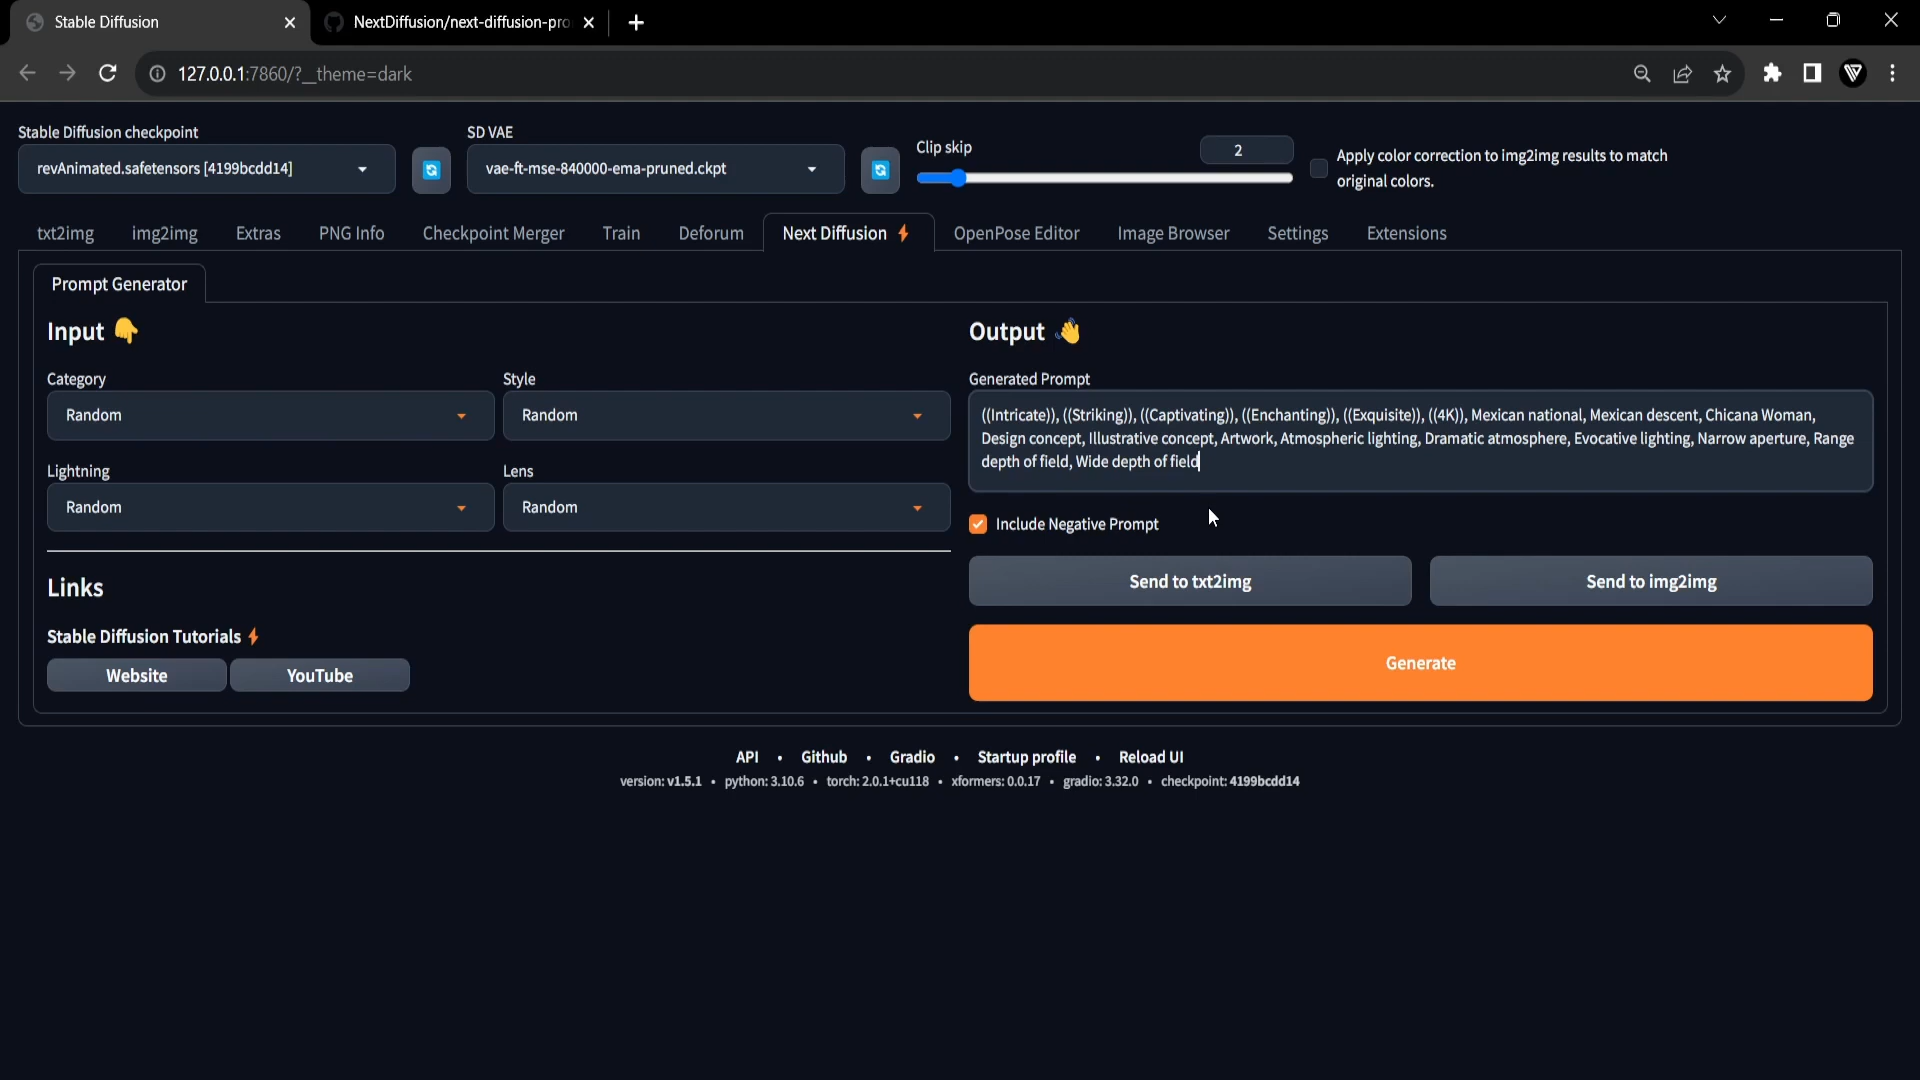 Stable Diffusion
NextDiffusion/next-diffusion-pro
127.0.0.1:7860/?__theme=dark
Stable Diffusion checkpoint
SD VAE
Clip skip
2
revAnimated.safetensors [4199bcdd14]
vae-ft-mse-840000-ema-pruned.ckpt
Apply color correction to img2img results to match
original colors.
txt2img
img2img
Extras
PNG Info
Checkpoint Merger
Train
Deforum
Next Diffusion ⚡
OpenPose Editor
Image Browser
Settings
Extensions
Prompt Generator
Input 👇
Category
Random
Style
Random
Lightning
Random
Lens
Random
Links
Stable Diffusion Tutorials ⚡
Website
YouTube
Output 👋
Generated Prompt
((Intricate)), ((Striking)), ((Captivating)), ((Enchanting)), ((Exquisite)), ((4K)), Mexican national, Mexican descent, Chicana Woman,
Design concept, Illustrative concept, Artwork, Atmospheric lighting, Dramatic atmosphere, Evocative lighting, Narrow aperture, Range
depth of field, Wide depth of field
Include Negative Prompt
Send to txt2img
Send to img2img
Generate
API • Github • Gradio • Startup profile • Reload UI
version: v1.5.1 • python: 3.10.6 • torch: 2.0.1+cu118 • xformers: 0.0.17 • gradio: 3.32.0 • checkpoint: 4199bcdd14